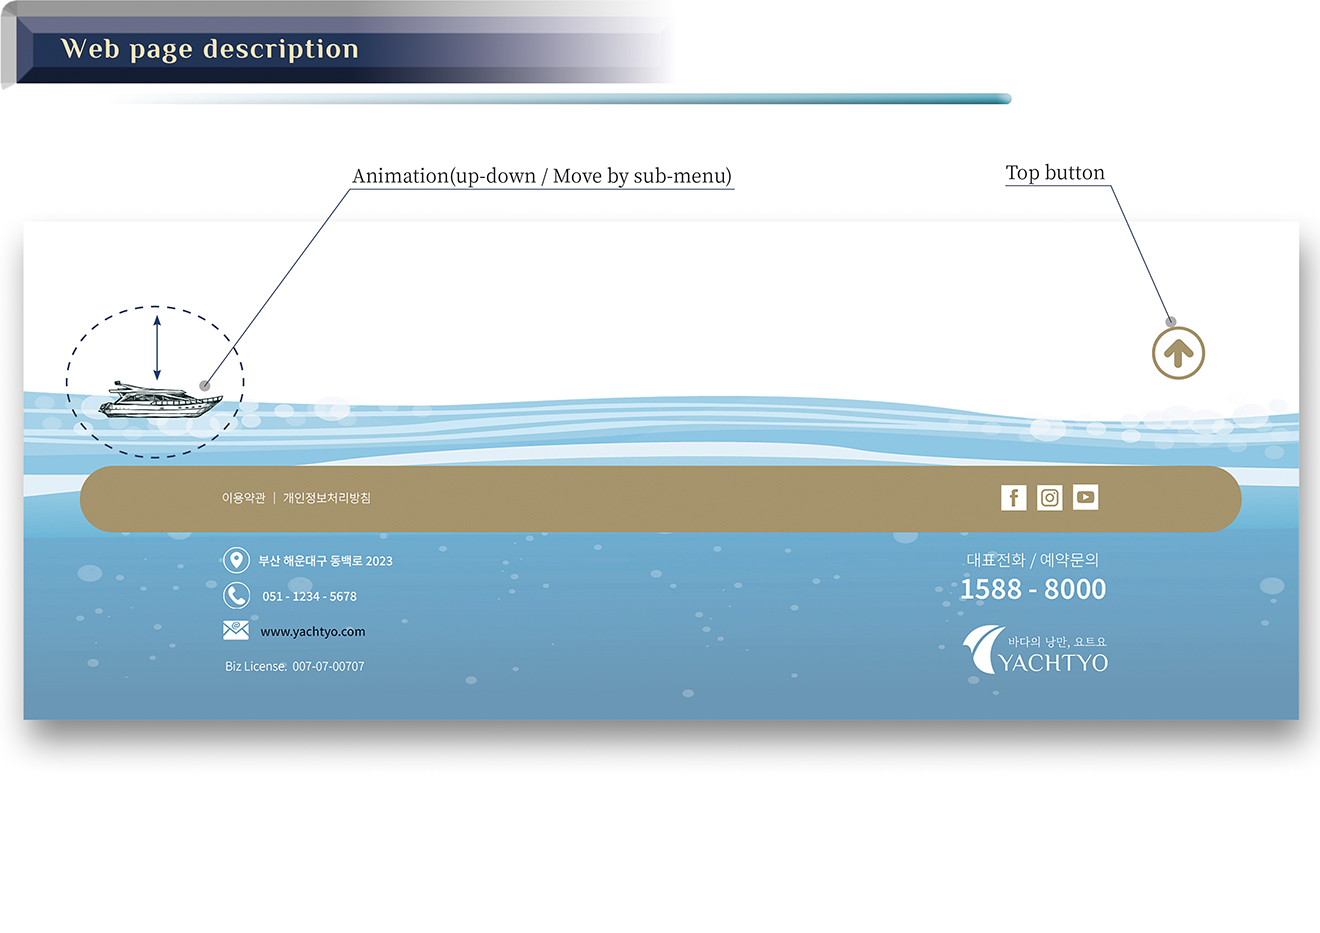 Web page description
Animation(up-down / Move by sub-menu)
Top button
이용약관 | 개인정보처리방침
부산 해운대구 동백로 2023
051 - 1234 - 5678
www.yachtyo.com
Biz License: 007-07-00707
대표전화 / 예약문의
1588 - 8000
바다의 낭만, 요트요
YACHTYO